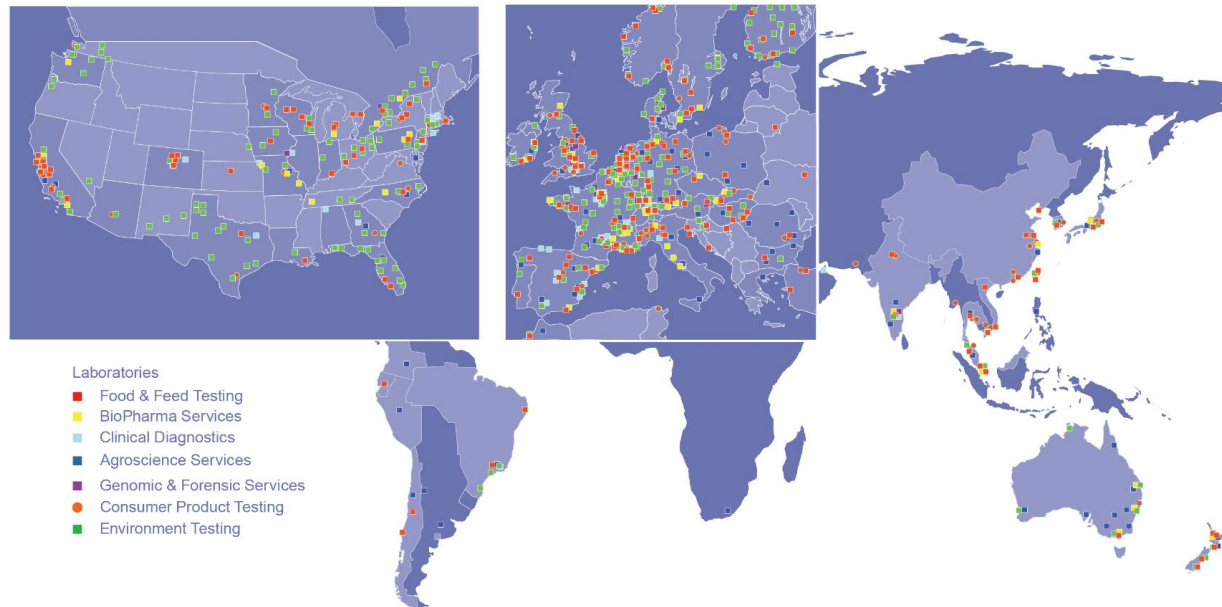 Laboratories
Food & Feed Testing
BioPharma Services
Clinical Diagnostics
Agroscience Services
Genomic & Forensic Services
Consumer Product Testing
Environment Testing